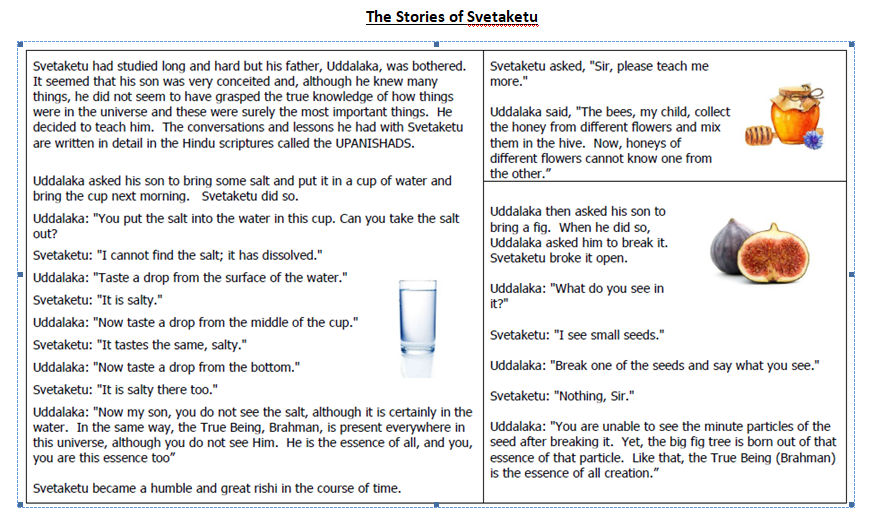 The Stories of Svetaketu
Svetaketu had studied long and hard but his father, Uddalaka, was bothered.
It seemed that his son was very conceited and, although he knew many
things, he did not seem to have grasped the true knowledge of how things
were in the universe and these were surely the most important things.  He
decided to teach him.  The conversations and lessons he had with Svetaketu
are written in detail in the Hindu scriptures called the UPANISHADS.
Uddalaka asked his son to bring some salt and put it in a cup of water and
bring the cup next morning.   Svetaketu did so.
Uddalaka: "You put the salt into the water in this cup. Can you take the salt
out?
Svetaketu: "I cannot find the salt; it has dissolved."
Uddalaka: "Taste a drop from the surface of the water."
Svetaketu: "It is salty."
Uddalaka: "Now taste a drop from the middle of the cup."
Svetaketu: "It tastes the same, salty."
Uddalaka: "Now taste a drop from the bottom."
Svetaketu: "It is salty there too."
Uddalaka: "Now my son, you do not see the salt, although it is certainly in the
water.  In the same way, the True Being, Brahman, is present everywhere in
this universe, although you do not see Him.  He is the essence of all, and you,
you are this essence too”
Svetaketu became a humble and great rishi in the course of time.
Svetaketu asked, "Sir, please teach me
more."
Uddalaka said, "The bees, my child, collect
the honey from different flowers and mix
them in the hive.  Now, honeys of
different flowers cannot know one from
the other.”
Uddalaka then asked his son to
bring a fig.  When he did so,
Uddalaka asked him to break it.
Svetaketu broke it open.
Uddalaka: "What do you see in
it?"
Svetaketu: "I see small seeds."
Uddalaka: "Break one of the seeds and say what you see."
Svetaketu: "Nothing, Sir."
Uddalaka: "You are unable to see the minute particles of the
seed after breaking it.  Yet, the big fig tree is born out of that
essence of that particle.  Like that, the True Being (Brahman)
is the essence of all creation.”